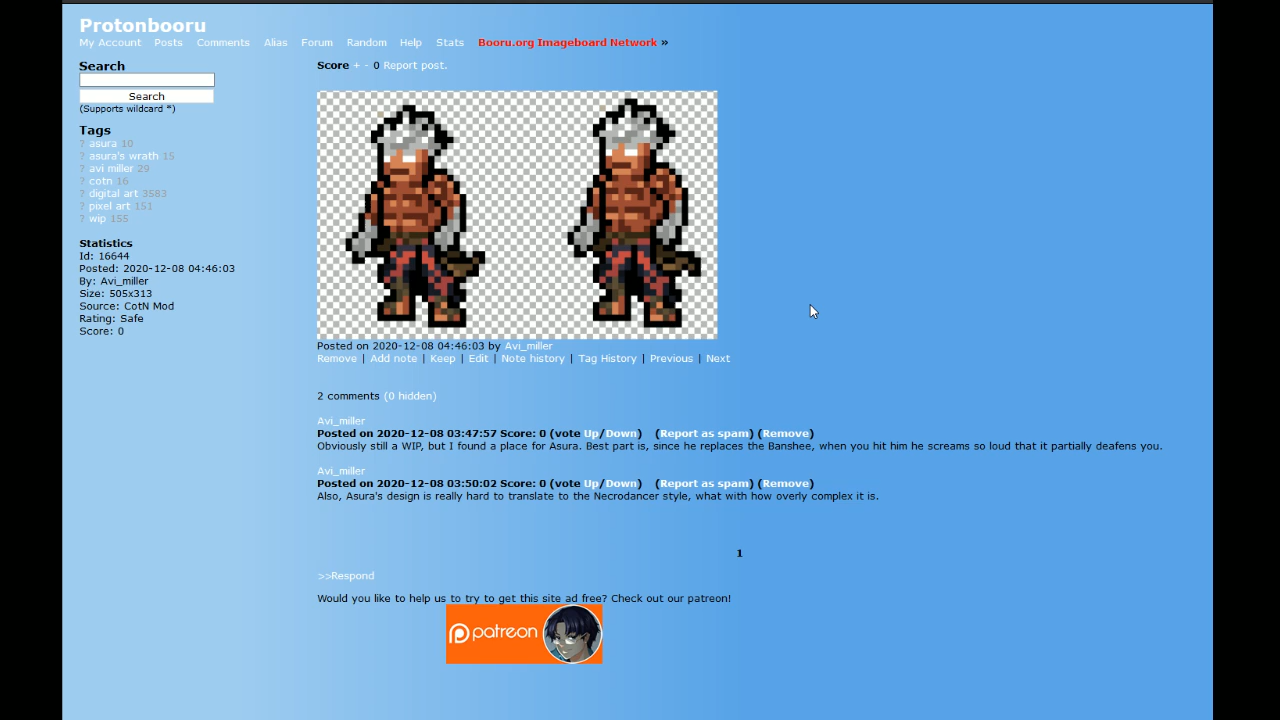 Protonbooru
My Account Posts Comments Alias Forum Random Help Stats Booru.org Imageboard Network »
Search
Search
(Supports wildcard *)
Tags
? asura 10
? asura's wrath 15
? avi miller 29
? cotn 16
? digital art 3583
? pixel art 151
? wip 155
Statistics
Id: 16644
Posted: 2020-12-08 04:46:03
By: Avi_miller
Size: 505x313
Source: CotN Mod
Rating: Safe
Score: 0
Score + - 0 Report post.
Posted on 2020-12-08 04:46:03 by Avi_miller
Remove | Add note | Keep | Edit | Note history | Tag History | Previous | Next
2 comments (0 hidden)
Avi_miller
Posted on 2020-12-08 03:47:57 Score: 0 (vote Up/Down) (Report as spam) (Remove)
Obviously still a WIP, but I found a place for Asura. Best part is, since he replaces the Banshee, when you hit him he screams so loud that it partially deafens you.
Avi_miller
Posted on 2020-12-08 03:50:02 Score: 0 (vote Up/Down) (Report as spam) (Remove)
Also, Asura's design is really hard to translate to the Necrodancer style, what with how overly complex it is.
1
>>Respond
Would you like to help us to try to get this site ad free? Check out our patreon!
patreon